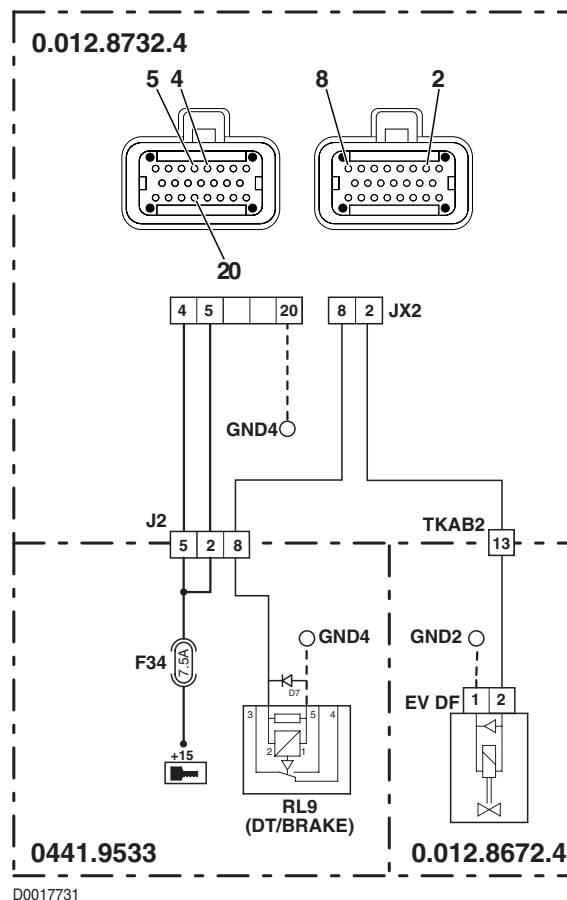 0.012.8732.4
5 4
8 2
20
4 5 20
8 2 JX2
GND4
J2
5 2 8
TKAB2
13
GND4
GND2
F34
7.5A
D7
EV DF 1 2
3 5 4
2 1
+15
RL9
(DT/BRAKE)
0441.9533
0.012.8672.4
D0017731